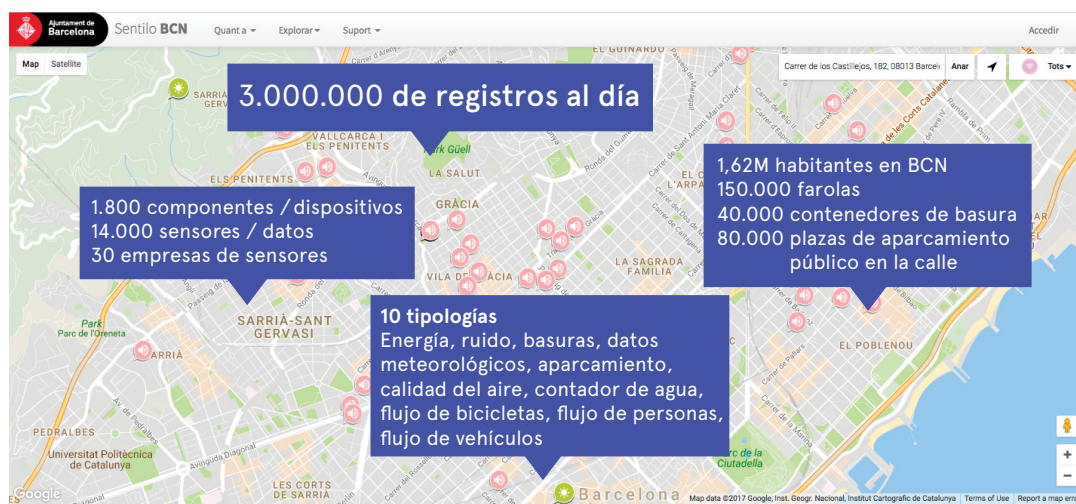 Ajuntament de
Barcelona
Sentilo BCN
Quant a
Explorar
Suport
Accedir
Map
Satellite
Carrer de los Castillejos, 182, 08013 Barcel
Anar
Tots
EL GUINARDÓ
3.000.000 de registros al día
VALLCARCA I
ELS PENITENTS
Park Güell
ELS PENITENTS
LA SALUT
GRÀCIA
1.800 componentes / dispositivos
14.000 sensores / datos
30 empresas de sensores
1,62M habitantes en BCN
150.000 farolas
40.000 contenedores de basura
80.000 plazas de aparcamiento
público en la calle
LA SAGRADA
FAMILIA
SARRIÀ-SANT
GERVASI
Park
Parc de l'Oreneta
EL POBLENOU
10 tipologías
Energía, ruido, basuras, datos
meteorológicos, aparcamiento,
calidad del aire, contador de agua,
flujo de bicicletas, flujo de personas,
flujo de vehículos
PEDRALBES
Universitat Politècnica
de Catalunya
Avinguda Diagonal
LES CORTS
DE SARRIÀ
Ciutadella
Barcelona
Google
Map data ©2017 Google, Inst. Geogr. Nacional, Institut Cartogràfic de Catalunya
Terms of Use
Report a map erro